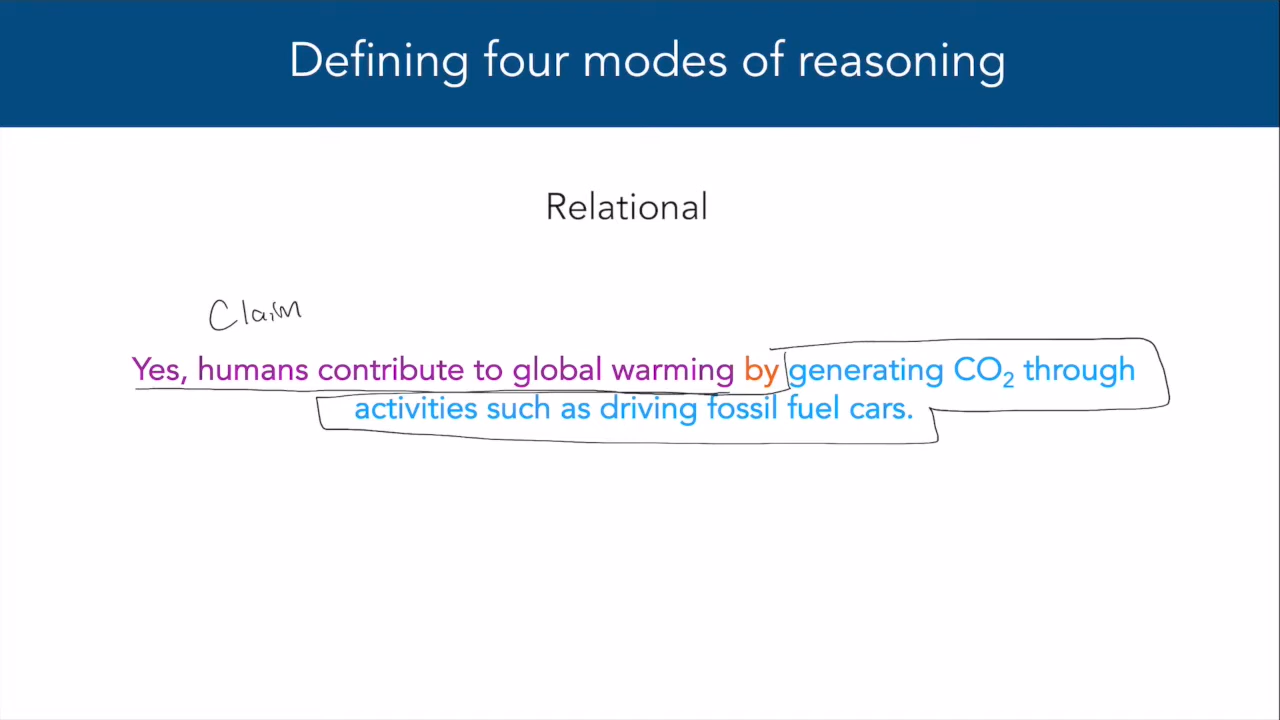 Defining four modes of reasoning
Relational
Claim
Yes, humans contribute to global warming by generating CO₂ through
activities such as driving fossil fuel cars.